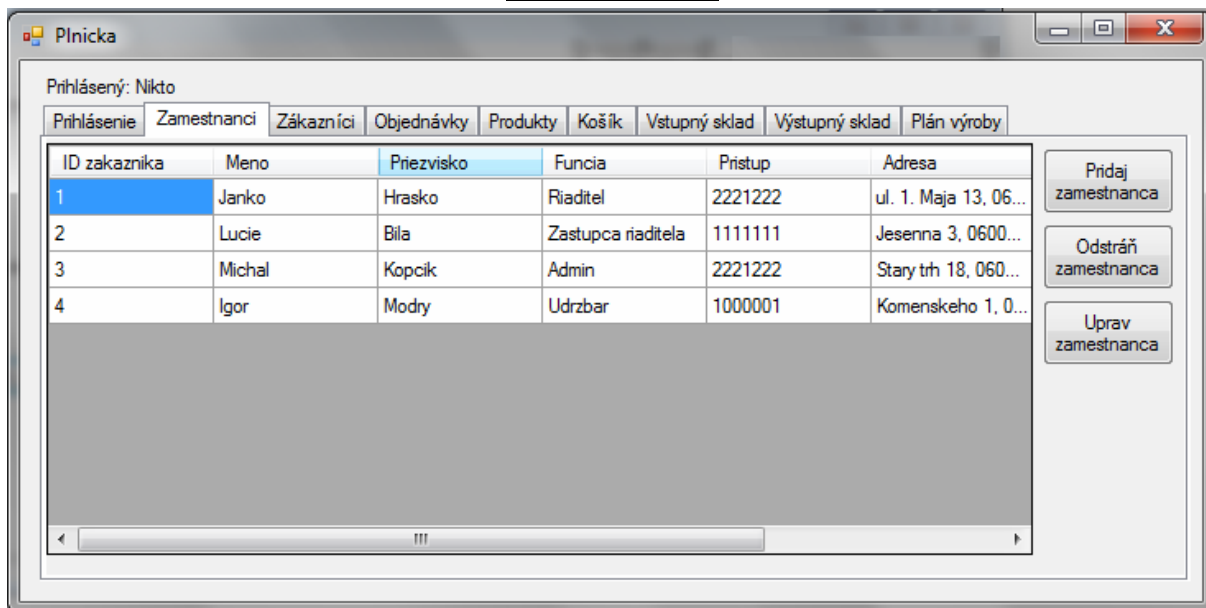 Plnicka
Prihlásený: Nikto
Prihlásenie Zamestnanci Zákazníci Objednávky Produkty Košík Vstupný sklad Výstupný sklad Plán výroby
ID zakaznika Meno Priezvisko Funcia Pristup Adresa
1 Janko Hrasko Riaditel 2221222 ul. 1. Maja 13, 06...
2 Lucie Bila Zastupca riaditela 1111111 Jesenna 3, 0600...
3 Michal Kopcik Admin 2221222 Stary trh 18, 060...
4 Igor Modry Udrzbar 1000001 Komenskeho 1, 0...
Pridaj
zamestnanca
Odstráň
zamestnanca
Uprav
zamestnanca